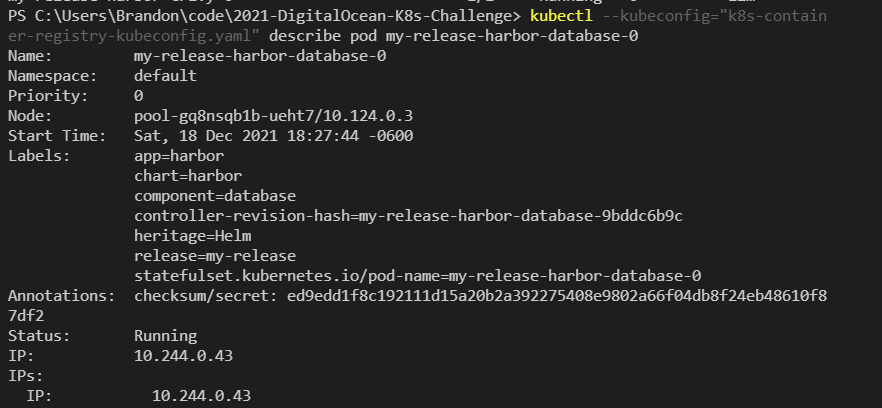 PS C:\Users\Brandon\code\2021-DigitalOcean-K8s-Challenge> kubectl --kubeconfig="k8s-contain
er-registry-kubeconfig.yaml" describe pod my-release-harbor-database-0
Name:         my-release-harbor-database-0
Namespace:    default
Priority:     0
Node:         pool-gq8nsqb1b-ueht7/10.124.0.3
Start Time:   Sat, 18 Dec 2021 18:27:44 -0600
Labels:       app=harbor
              chart=harbor
              component=database
              controller-revision-hash=my-release-harbor-database-9bddc6b9c
              heritage=Helm
              release=my-release
              statefulset.kubernetes.io/pod-name=my-release-harbor-database-0
Annotations:  checksum/secret: ed9edd1f8c192111d15a20b2a392275408e9802a66f04db8f24eb48610f8
7df2
Status:       Running
IP:           10.244.0.43
IPs:
  IP:           10.244.0.43